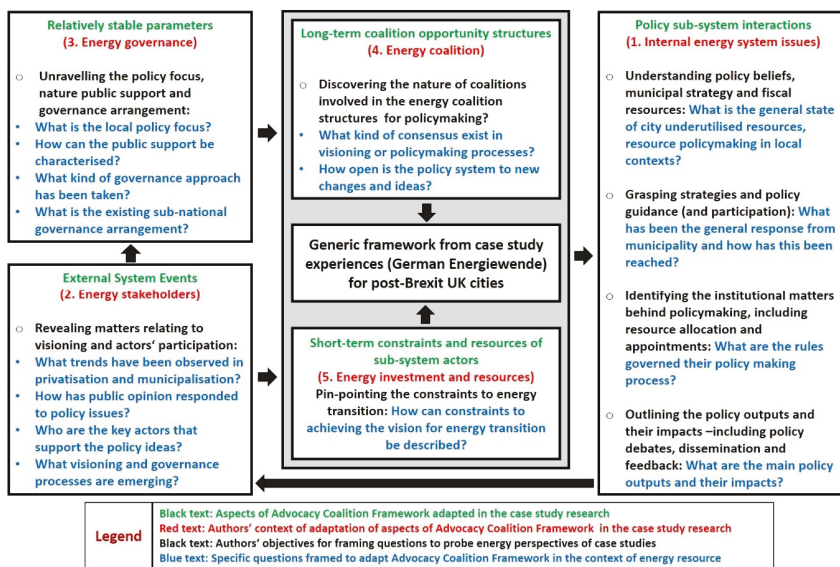 Relatively stable parameters
(3. Energy governance)
○ Unravelling the policy focus,
nature public support and
governance arrangement:
• What is the local policy focus?
• How can the public support be
characterised?
• What kind of governance approach
has been taken?
• What is the existing sub-national
governance arrangement?
External System Events
(2. Energy stakeholders)
○ Revealing matters relating to
visioning and actors' participation:
• What trends have been observed in
privatisation and municipalisation?
• How has public opinion responded
to policy issues?
• Who are the key actors that
support the policy ideas?
• What visioning and governance
processes are emerging?
Long-term coalition opportunity structures
(4. Energy coalition)
○ Discovering the nature of coalitions
involved in the energy coalition
structures for policymaking?
• What kind of consensus exist in
visioning or policymaking processes?
• How open is the policy system to new
changes and ideas?
Generic framework from case study
experiences (German Energiewende)
for post-Brexit UK cities
Short-term constraints and resources of
sub-system actors
(5. Energy investment and resources)
Pin-pointing the constraints to energy
transition: How can constraints to
achieving the vision for energy transition
be described?
Policy sub-system interactions
(1. Internal energy system issues)
○ Understanding policy beliefs,
municipal strategy and fiscal
resources: What is the general state
of city underutilised resources,
resource policymaking in local
contexts?
○ Grasping strategies and policy
guidance (and participation): What
has been the general response from
municipality and how has this been
reached?
○ Identifying the institutional matters
behind policymaking, including
resource allocation and
appointments: What are the rules
governed their policy making
process?
○ Outlining the policy outputs and
their impacts –including policy
debates, dissemination and
feedback: What are the main policy
outputs and their impacts?
Legend
Black text: Aspects of Advocacy Coalition Framework adapted in the case study research
Red text: Authors' context of adaptation of aspects of Advocacy Coalition Framework in the case study research
Black text: Authors' objectives for framing questions to probe energy perspectives of case studies
Blue text: Specific questions framed to adapt Advocacy Coalition Framework in the context of energy resource